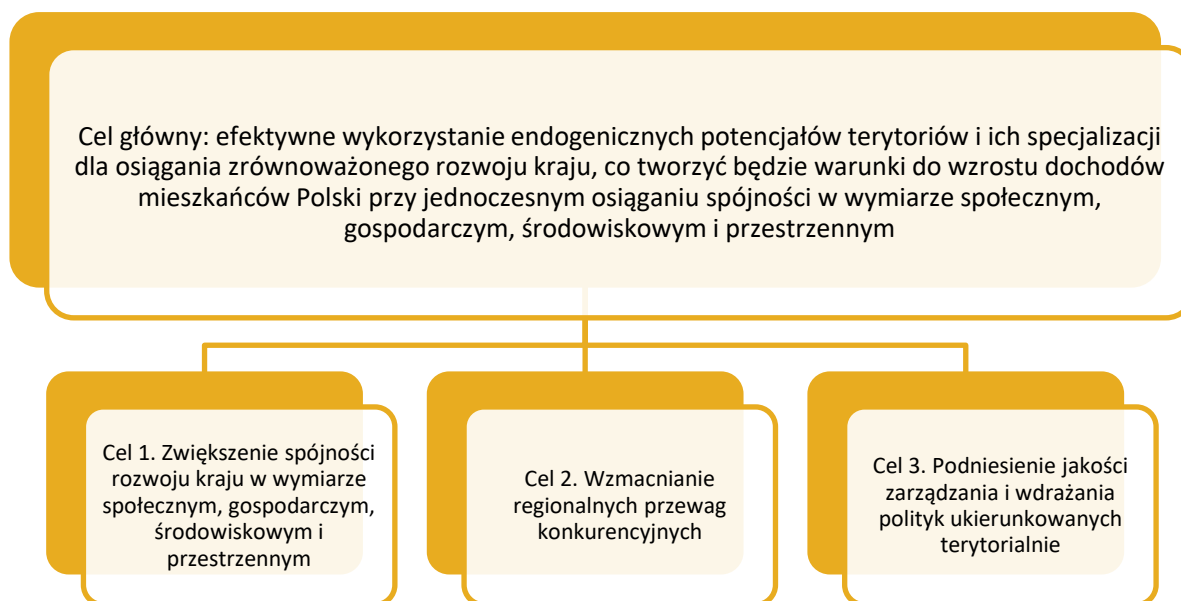 Cel główny: efektywne wykorzystanie endogenicznych potencjałów terytoriów i ich specjalizacji
dla osiągania zrównoważonego rozwoju kraju, co tworzyć będzie warunki do wzrostu dochodów
mieszkańców Polski przy jednoczesnym osiąganiu spójności w wymiarze społecznym,
gospodarczym, środowiskowym i przestrzennym
Cel 1. Zwiększenie spójności
rozwoju kraju w wymiarze
społecznym, gospodarczym,
środowiskowym i
przestrzennym
Cel 2. Wzmacnianie
regionalnych przewag
konkurencyjnych
Cel 3. Podniesienie jakości
zarządzania i wdrażania
polityk ukierunkowanych
terytorialnie